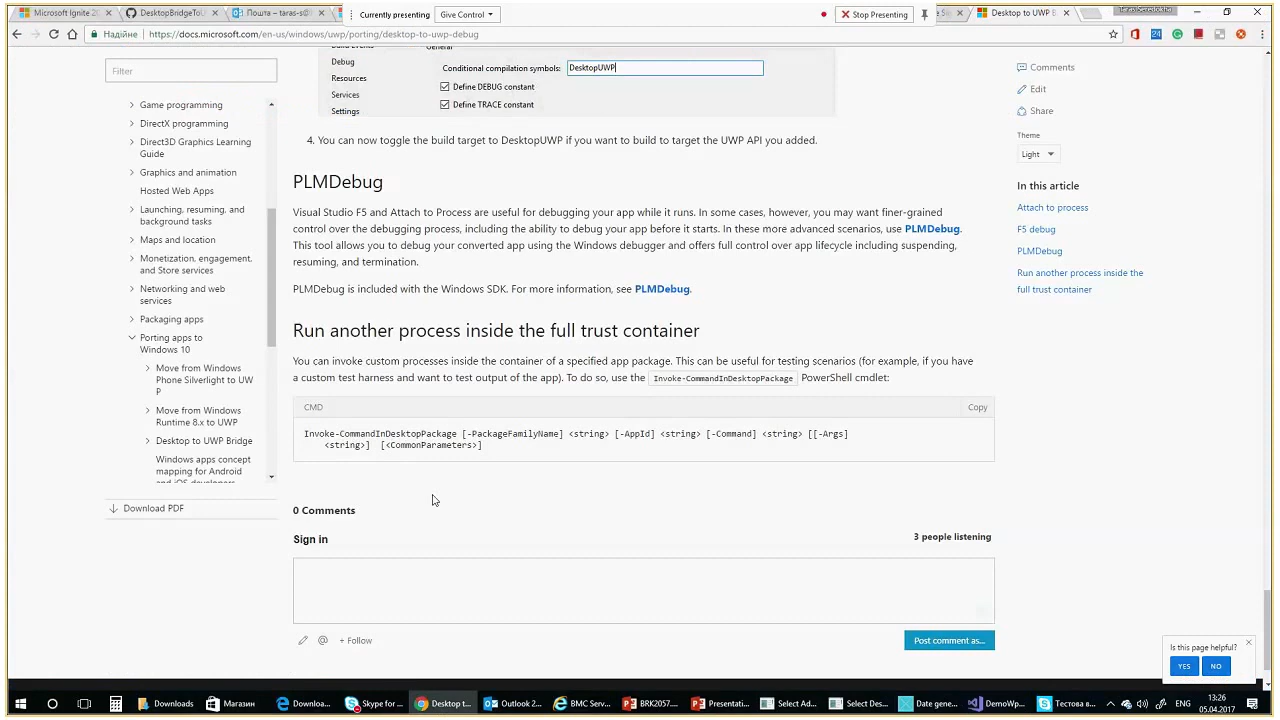 Microsoft Ignite 20
DesktopBridgeToU
Пошта – taras-s@
Currently presenting
Give Control
Stop Presenting
Desktop to UWP B
Надійне
https://docs.microsoft.com/en-us/windows/uwp/porting/desktop-to-uwp-debug
24
Filter
Game programming
DirectX programming
Direct3D Graphics Learning
Guide
Graphics and animation
Hosted Web Apps
Launching, resuming, and
background tasks
Maps and location
Monetization, engagement,
and Store services
Networking and web
services
Packaging apps
Porting apps to
Windows 10
Move from Windows
Phone Silverlight to UW
P
Move from Windows
Runtime 8.x to UWP
Desktop to UWP Bridge
Windows apps concept
mapping for Android
and iOS developers
Download PDF
Build Events
Debug
Resources
Services
Settings
General
Conditional compilation symbols:
DesktopUWP
Define DEBUG constant
Define TRACE constant
4. You can now toggle the build target to DesktopUWP if you want to build to target the UWP API you added.
PLMDebug
Visual Studio F5 and Attach to Process are useful for debugging your app while it runs. In some cases, however, you may want finer-grained
control over the debugging process, including the ability to debug your app before it starts. In these more advanced scenarios, use PLMDebug.
This tool allows you to debug your converted app using the Windows debugger and offers full control over app lifecycle including suspending,
resuming, and termination.
PLMDebug is included with the Windows SDK. For more information, see PLMDebug.
Run another process inside the full trust container
You can invoke custom processes inside the container of a specified app package. This can be useful for testing scenarios (for example, if you have
a custom test harness and want to test output of the app). To do so, use the Invoke-CommandInDesktopPackage PowerShell cmdlet:
CMD
Copy
Invoke-CommandInDesktopPackage [-PackageFamilyName] <string> [-AppId] <string> [-Command] <string> [[-Args]
<string>] [<CommonParameters>]
0 Comments
Sign in
3 people listening
+ Follow
Post comment as...
Comments
Edit
Share
Theme
Light
In this article
Attach to process
F5 debug
PLMDebug
Run another process inside the
full trust container
Is this page helpful?
YES
NO
Downloads
Магазин
Downloa...
Skype for ...
Desktop t...
Outlook 2...
BMC Serv...
BRK2057...
Presentati...
Select Ad...
Select Des...
Date gene...
DemoWp...
Тестова в...
ENG
13:26
05.04.2017